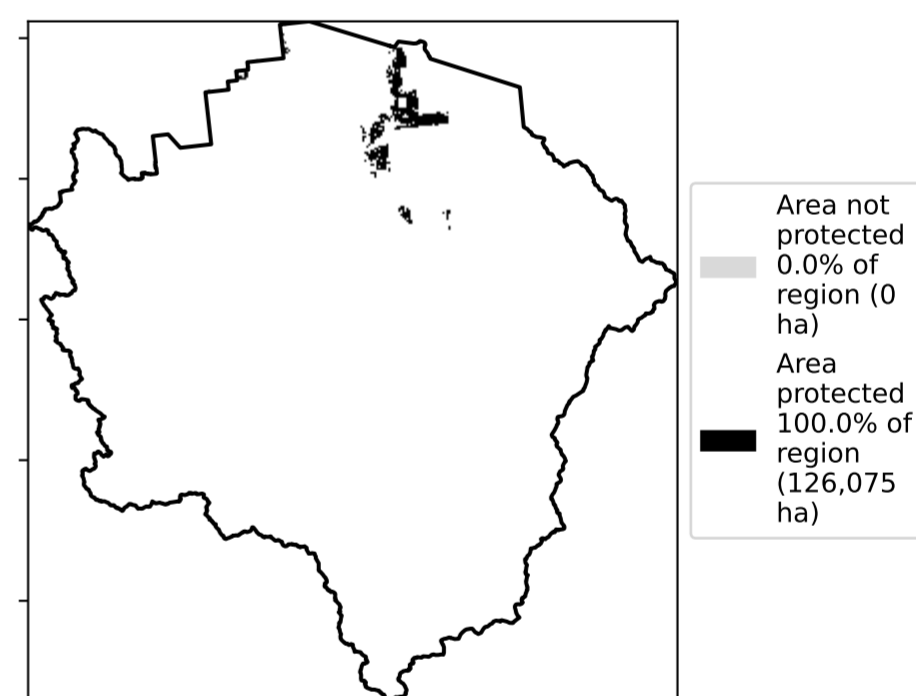 Area not
protected
0.0% of
region (0
ha)
Area
protected
100.0% of
region
(126,075
ha)